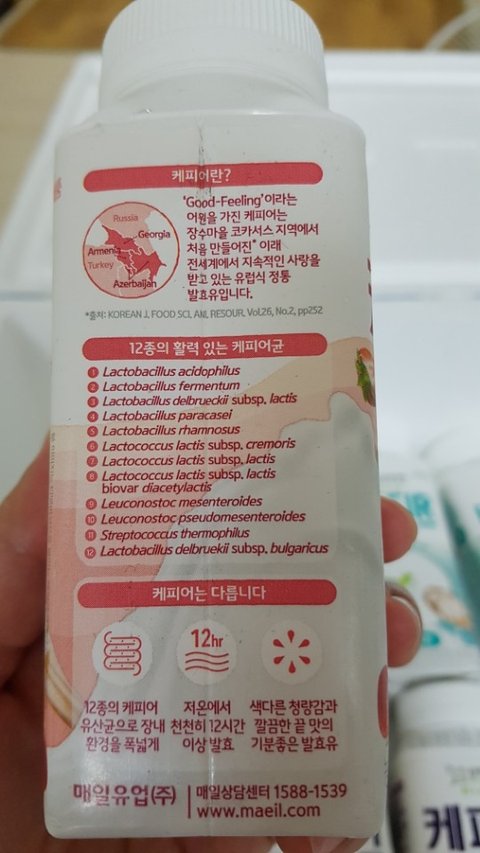 케피어란?
Russia
Georgia
Armenia
Turkey
Azerbaijan
'Good-Feeling'이라는
어원을 가진 케피어는
장수마을 코카서스 지역에서
처음 만들어진* 이래
전세계에서 지속적인 사랑을
받고 있는 유럽식 정통
발효유입니다.
*출처: KOREAN J. FOOD SCI. ANI. RESOUR. Vol.26, No.2, pp252
12종의 활력 있는 케피어균
1 Lactobacillus acidophilus
2 Lactobacillus fermentum
3 Lactobacillus delbrueckii subsp. lactis
4 Lactobacillus paracasei
5 Lactobacillus rhamnosus
6 Lactococcus lactis subsp. cremoris
7 Lactococcus lactis subsp. lactis
8 Lactococcus lactis subsp. lactis
biovar diacetylactis
9 Leuconostoc mesenteroides
10 Leuconostoc pseudomesenteroides
11 Streptococcus thermophilus
12 Lactobacillus delbruekii subsp. bulgaricus
케피어는 다릅니다
12hr
12종의 케피어
유산균으로 장내
환경을 폭넓게
저온에서
천천히 12시간
이상 발효
색다른 청량감과
깔끔한 끝 맛의
기분좋은 발효유
매일유업(주) 매일상담센터 1588-1539
www.maeil.com
케피